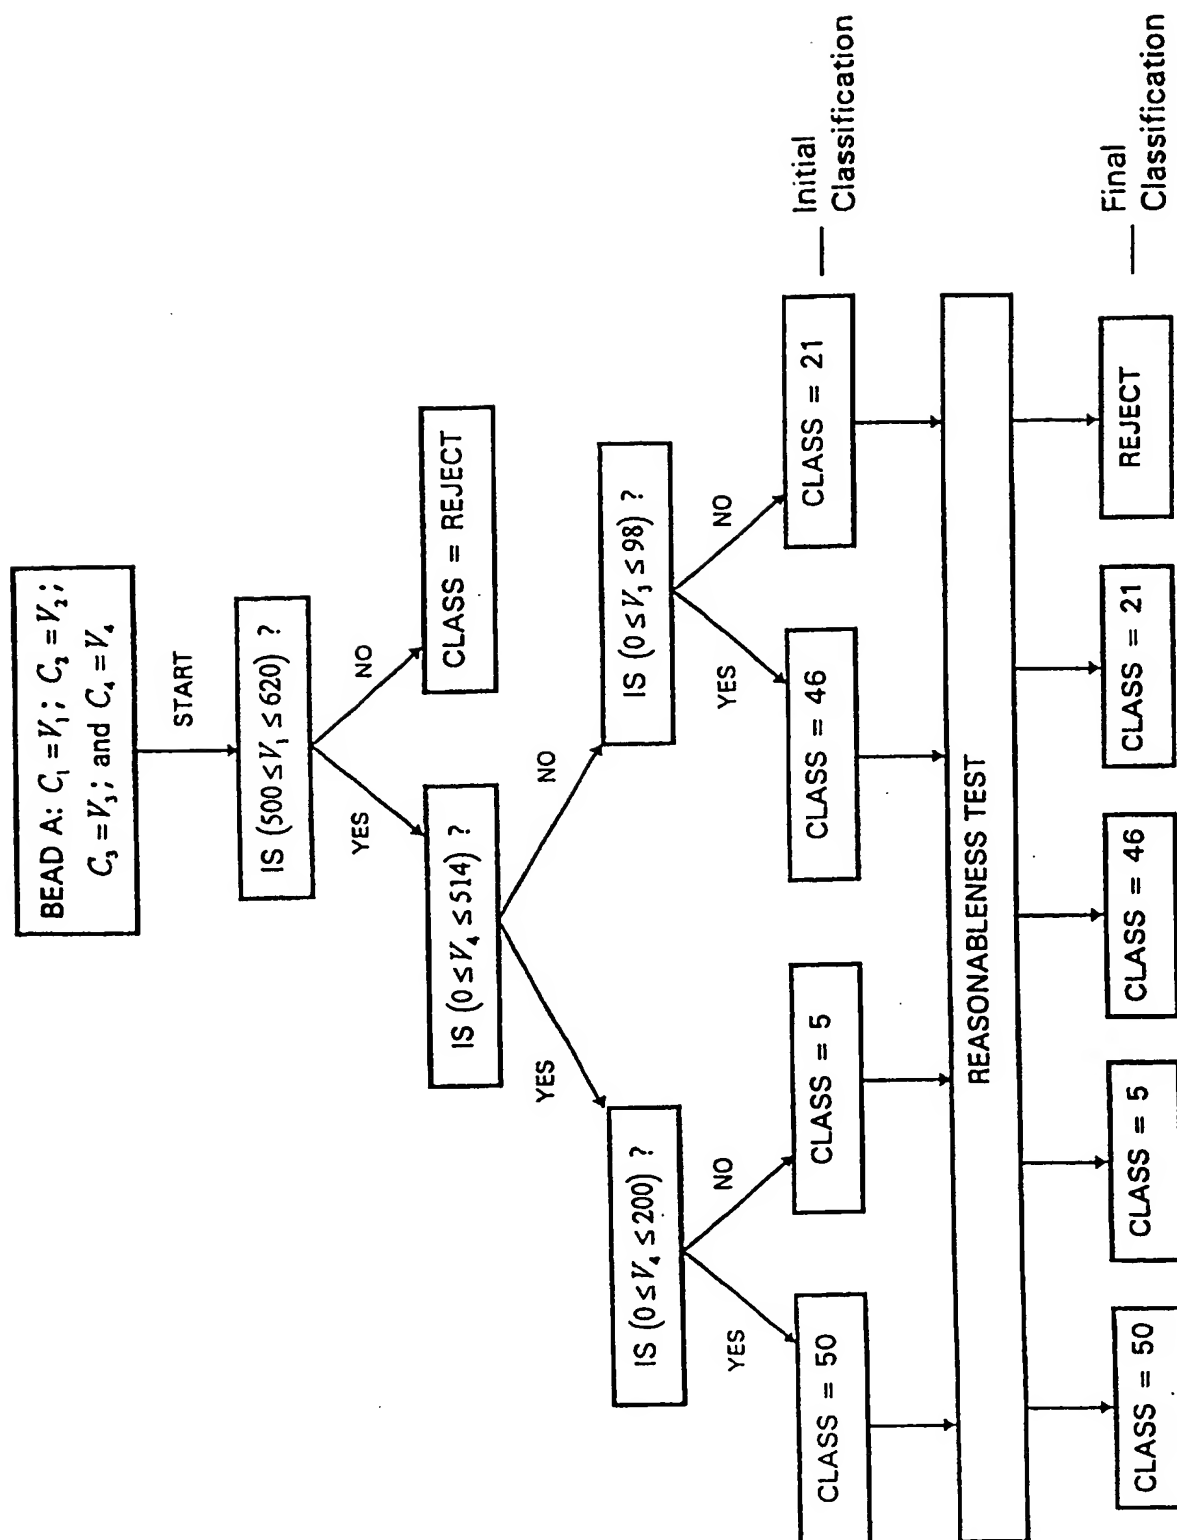 BEAD A: C₁=V₁; C₂=V₂;
C₃=V₃; and C₄=V₄
START
IS (500≤V₁≤620) ?
YES
NO
IS (0≤V₄≤514) ?
CLASS = REJECT
YES
NO
IS (0≤V₄≤200) ?
IS (0≤V₃≤98) ?
YES
NO
YES
NO
CLASS = 50
CLASS = 5
CLASS = 46
CLASS = 21
Initial
Classification
REASONABLENESS TEST
CLASS = 50
CLASS = 5
CLASS = 46
CLASS = 21
REJECT
Final
Classification